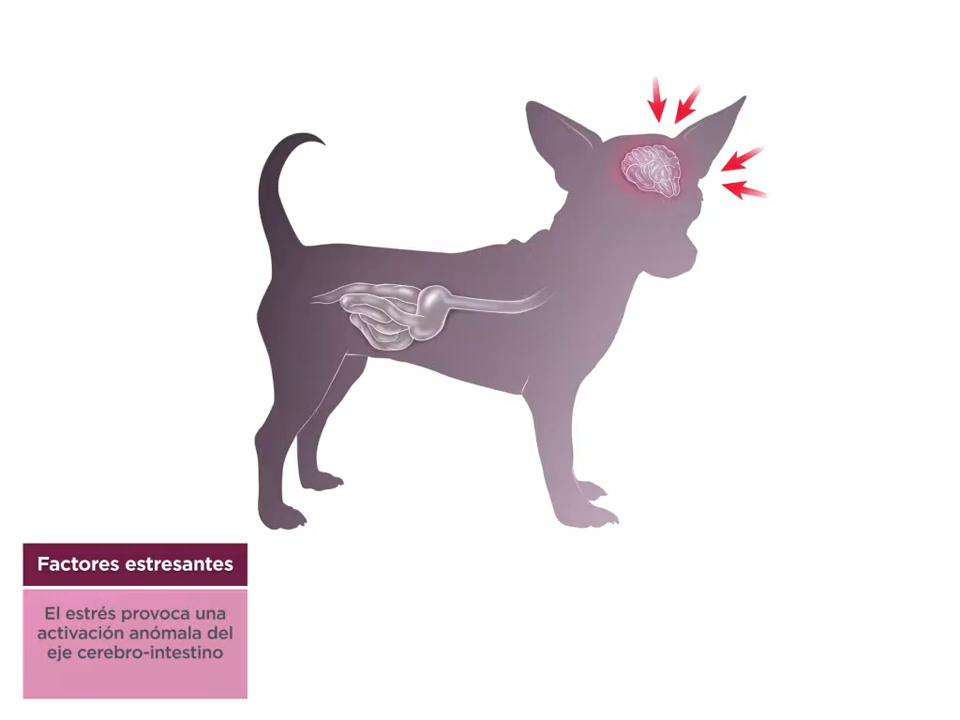 Factores estresantes
El estrés provoca una
activación anómala del
eje cerebro-intestino